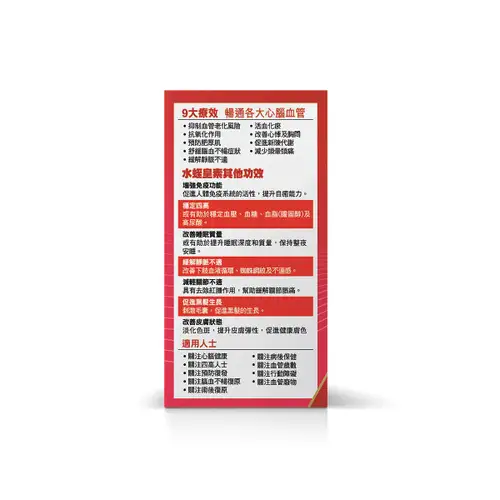 9大療效 暢通各大心腦血管
•抑制血管老化風險 •活血化瘀
•抗氧化作用 •改善心悸及胸悶
•預防肥厚肌 •促進新陳代謝
•舒緩腦血不暢症狀 •減少頭暈頭痛
•緩解靜脈不適
水蛭皇素其他功效
增強免疫功能
促進人體免疫系統的活性，提升自癒能力。
穩定四高
或有助於穩定血壓、血糖、血脂(膽固醇)及
高尿酸。
改善睡眠質量
或有助於提升睡眠深度和質量，保持整夜
安睡。
緩解靜脈不適
改善下肢血液循環、蜘蛛網紋及不適感。
減輕關節不適
具有去除紅腫作用，幫助緩解關節脹痛。
促進黑髮生長
刺激毛囊，促進黑髮的生長。
改善皮膚狀態
淡化色斑，提升皮膚彈性，促進健康膚色
適用人士
•關注心腦健康 •關注病後保健
•關注四高人士 •關注血管歲數
•關注預防復發 •關注行動障礙
•關注腦血不暢復原 •關注血管廢物
•關注術後復原